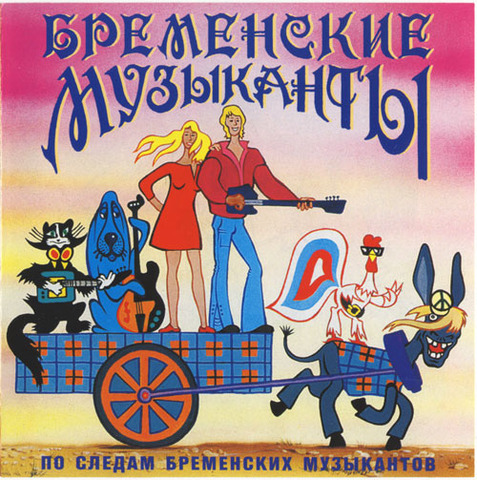 БРЕМЕНСКИЕ
МУЗЫКАНТЫ
ПО СЛЕДАМ БРЕМЕНСКИХ МУЗЫКАНТОВ